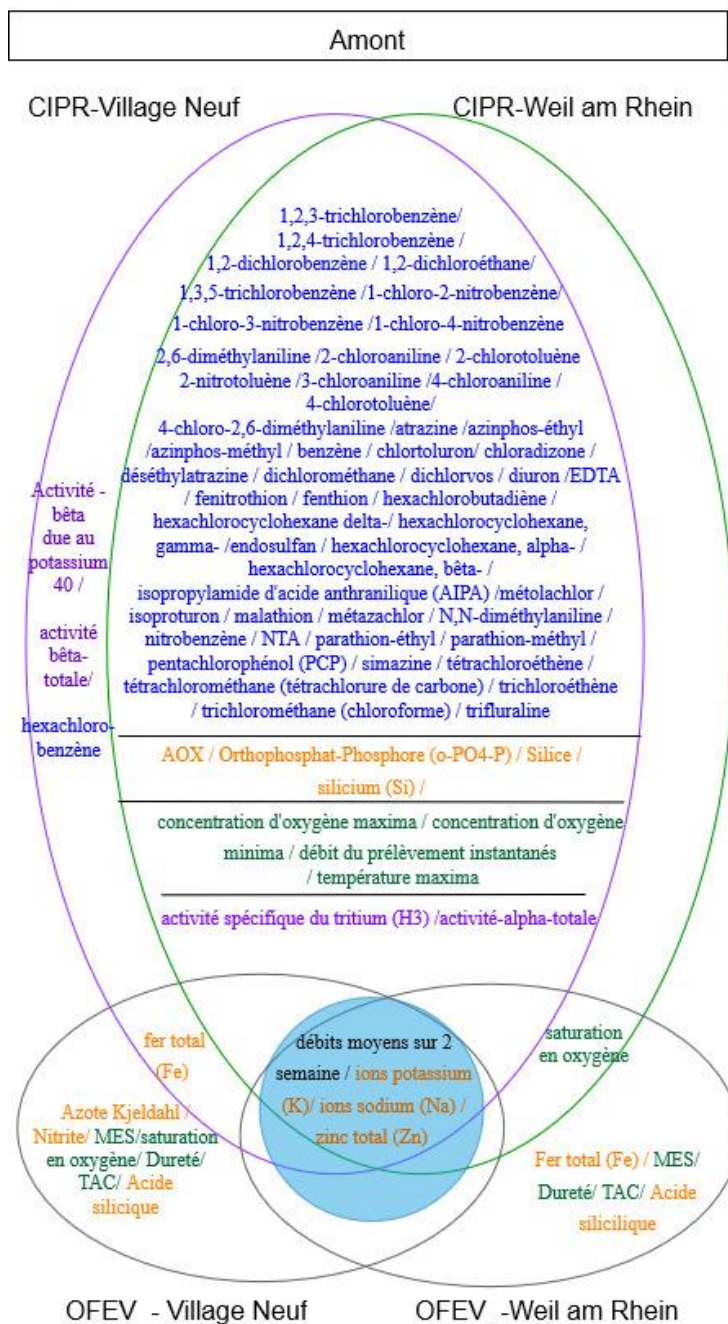 Amont
CIPR-Village Neuf
CIPR-Weil am Rhein
1,2,3-trichlorobenzène/
1,2,4-trichlorobenzène /
1,2-dichlorobenzène / 1,2-dichloroéthane/
1,3,5-trichlorobenzène /1-chloro-2-nitrobenzène/
1-chloro-3-nitrobenzène /1-chloro-4-nitrobenzène
2,6-diméthylaniline /2-chloroaniline / 2-chlorotoluène
2-nitrotoluène /3-chloroaniline /4-chloroaniline /
4-chlorotoluène/
4-chloro-2,6-diméthylaniline /atrazine /azinphos-éthyl
/azinphos-méthyl / benzène / chlortoluron/ chloradizone /
déséthylatrazine / dichlorométhane / dichlorvos / diuron /EDTA
/ fenitrothion / fenthion / hexachlorobutadiène /
hexachlorocyclohexane delta-/ hexachlorocyclohexane,
gamma- /endosulfan / hexachlorocyclohexane, alpha- /
hexachlorocyclohexane, bêta- /
isopropylamide d'acide anthranilique (AIPA) /métolachlor /
isoproturon / malathion / métazachlor / N,N-diméthylaniline /
nitrobenzène / NTA / parathion-éthyl / parathion-méthyl /
pentachlorophénol (PCP) / simazine / tétrachloroéthène /
tétrachlorométhane (tétrachlorure de carbone) / trichloroéthène
/ trichlorométhane (chloroforme) / trifluraline
Activité -
bêta
due au
potassium
40 /
activité
bêta-
totale/
hexachloro-
benzène
AOX / Orthophosphat-Phosphore (o-PO4-P) / Silice /
silicium (Si) /
concentration d'oxygène maxima / concentration d'oxygène
minima / débit du prélèvement instantanés
/ température maxima
activité spécifique du tritium (H3) /activité-alpha-totale
fer total
(Fe)
débits moyens sur 2
semaine / ions potassium
(K)/ ions sodium (Na) /
zinc total (Zn)
saturation
en oxygène
Azote Kjeldahl /
Nitrite/ MES/saturation
en oxygène/ Dureté/
TAC/ Acide
silicique
Fer total (Fe) / MES/
Dureté/ TAC/ Acide
silicilique
OFEV - Village Neuf
OFEV -Weil am Rhein